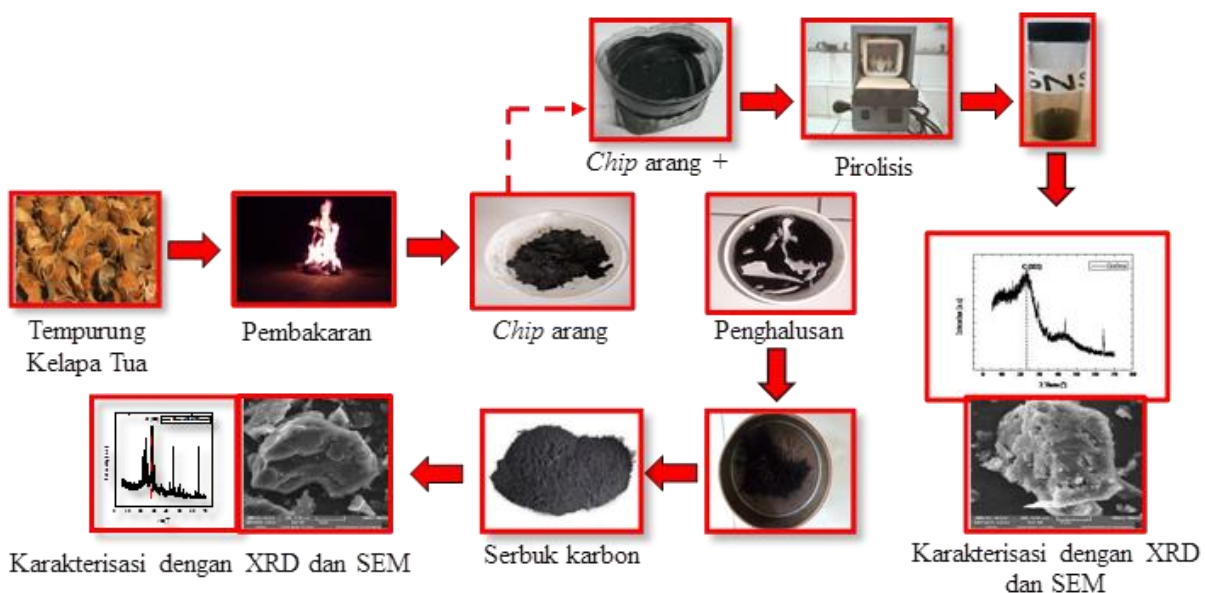 Chip arang +
Pirolisis
Tempurung
Kelapa Tua
Pembakaran
Chip arang
Penghalusan
Karakterisasi dengan XRD dan SEM
Serbuk karbon
Karakterisasi dengan XRD
dan SEM